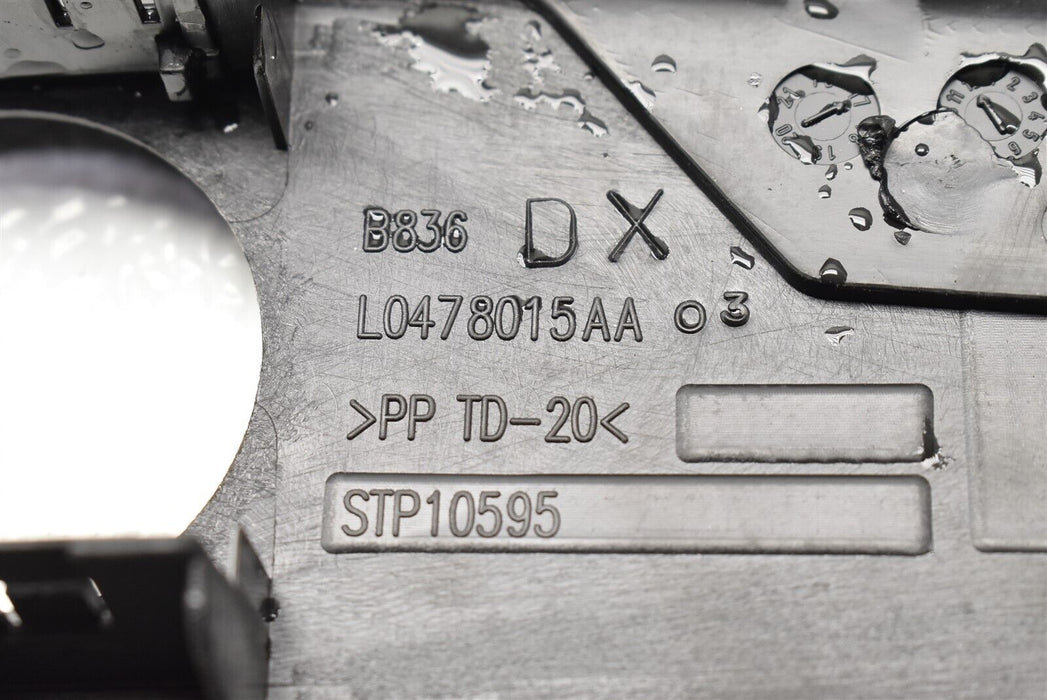 B836 DX
L0478015AA o 3
>PP TD-20<
STP10595